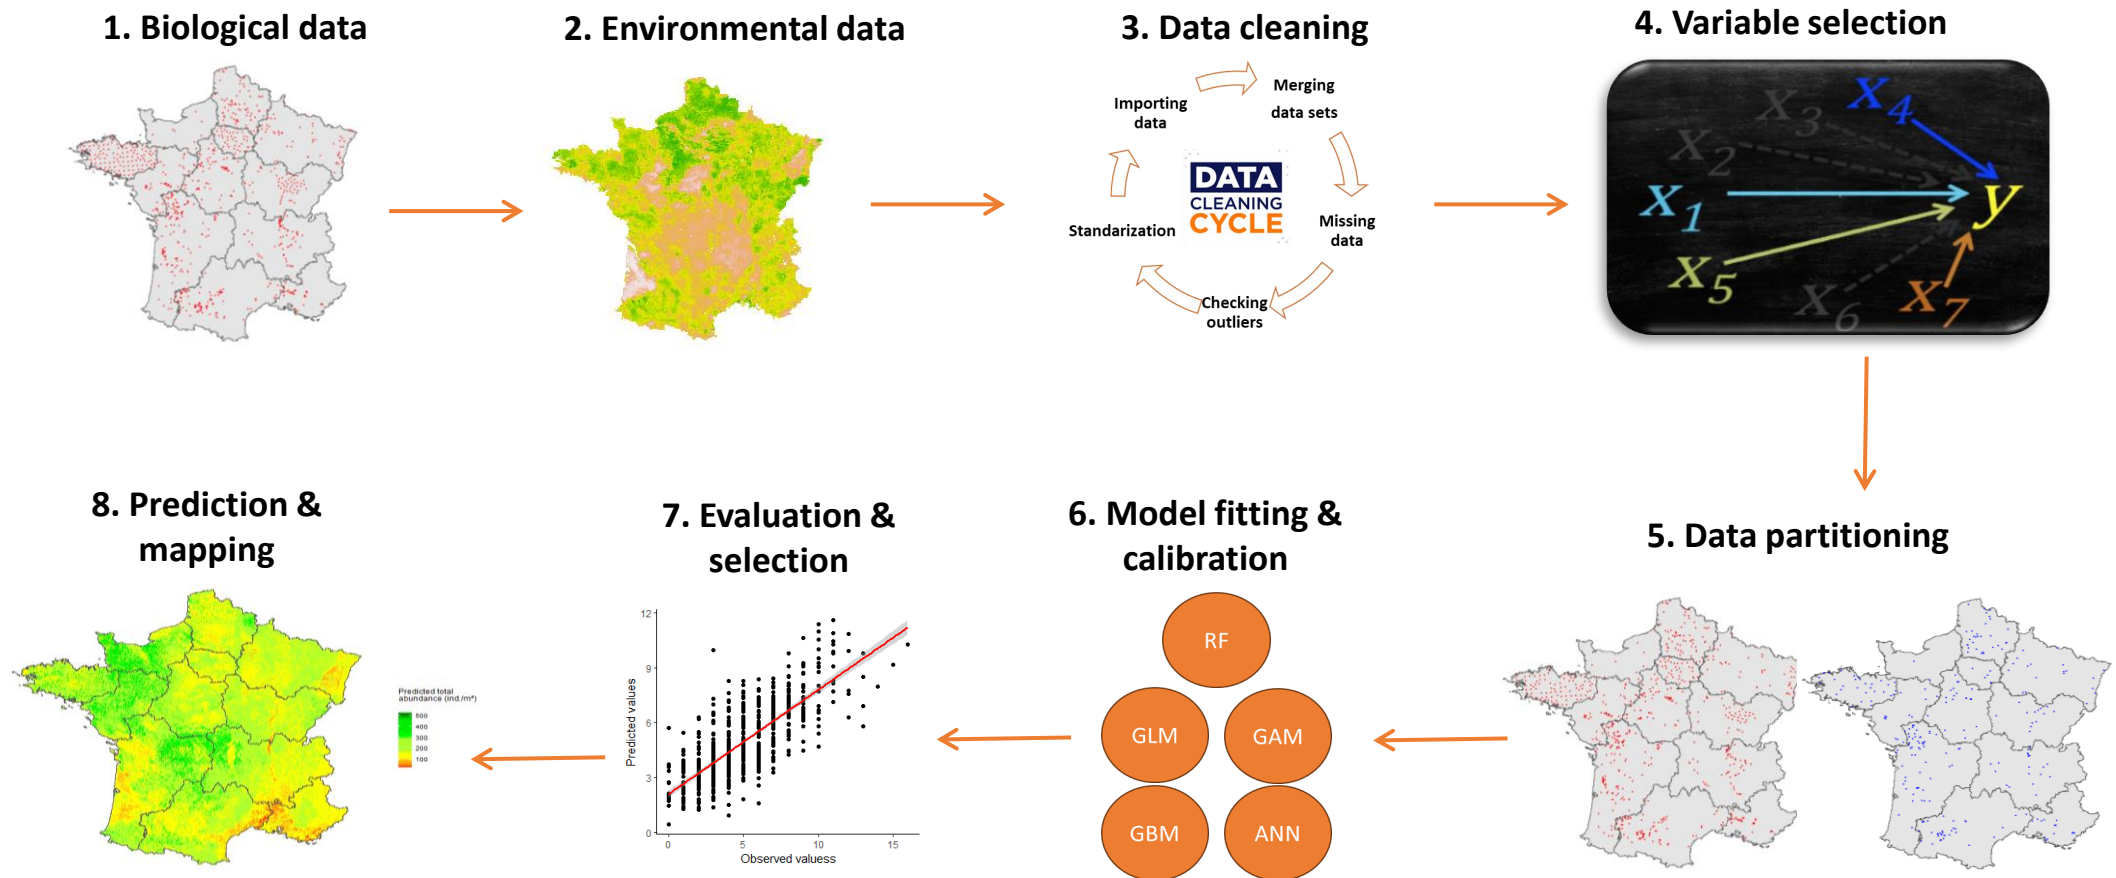 1. Biological data
2. Environmental data
3. Data cleaning
Importing
data
Merging
data sets
Missing
data
Checking
outliers
Standarization
DATA
CLEANING
CYCLE
4. Variable selection
x1
x2
x3
x4
x5
x6
x7
y
5. Data partitioning
6. Model fitting &
calibration
RF
GLM
GAM
GBM
ANN
7. Evaluation &
selection
Predicted values
12
9
6
3
0
0
5
10
15
Observed valuess
8. Prediction &
mapping
Predicted total
abundance (ind./m²)
500
400
300
200
100